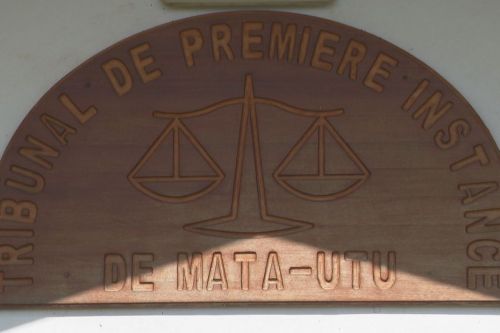 TRIBUNAL DE PREMIERE INSTANCE
DE MATA-UTU